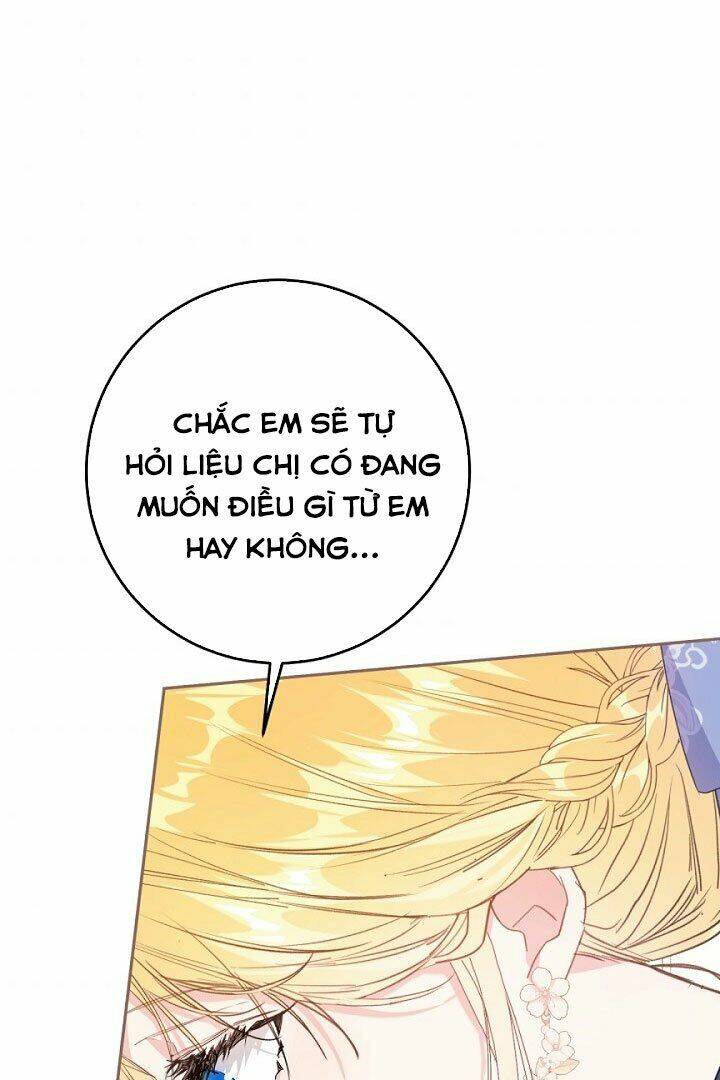 CHẮC EM SẼ TỰ
HỎI LIỆU CHỊ CÓ ĐANG
MUỐN ĐIỀU GÌ TỪ EM
HAY KHÔNG...